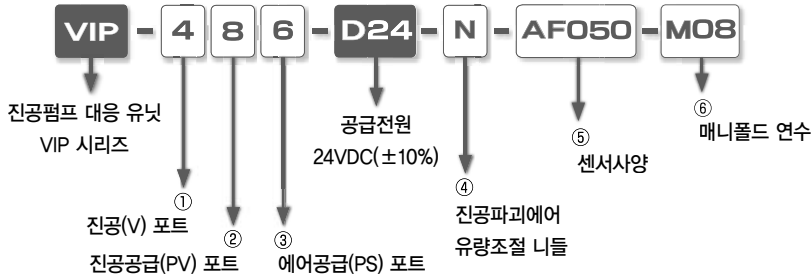 VIP - 4 8 6 - D24 - N - AF050 - M08
진공펌프 대응 유닛
VIP 시리즈
공급전원
24VDC(±10%)
①
진공(V) 포트
②
진공공급(PV) 포트
③
에어공급(PS) 포트
④
진공파괴에어
유량조절 니들
⑤
센서사양
⑥
매니폴드 연수